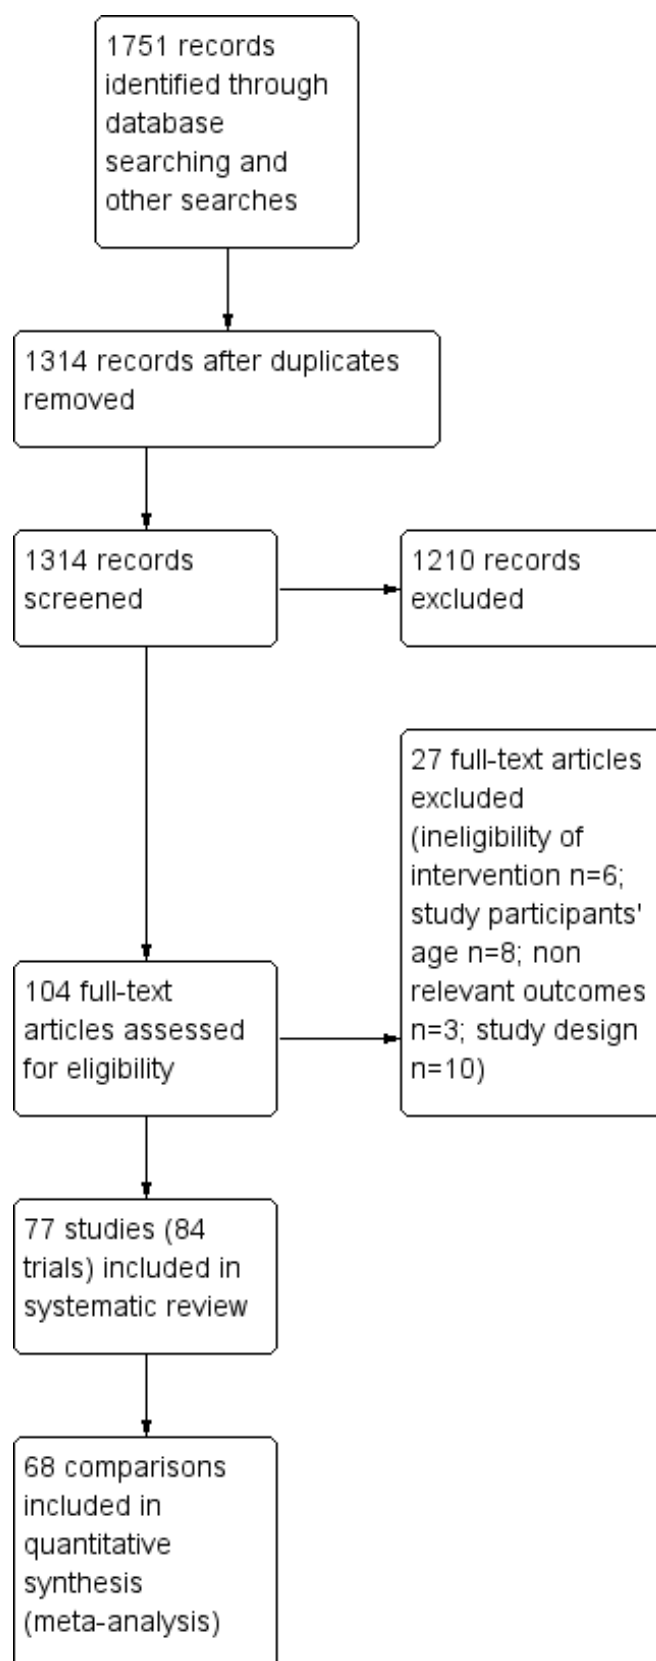 1751 records
identified through
database
searching and
other searches
1314 records after duplicates
removed
1314 records
screened
1210 records
excluded
27 full-text articles
excluded
(ineligibility of
intervention n=6;
study participants'
age n=8; non
relevant outcomes
n=3; study design
n=10)
104 full-text
articles assessed
for eligibility
77 studies (84
trials) included in
systematic review
68 comparisons
included in
quantitative
synthesis
(meta-analysis)